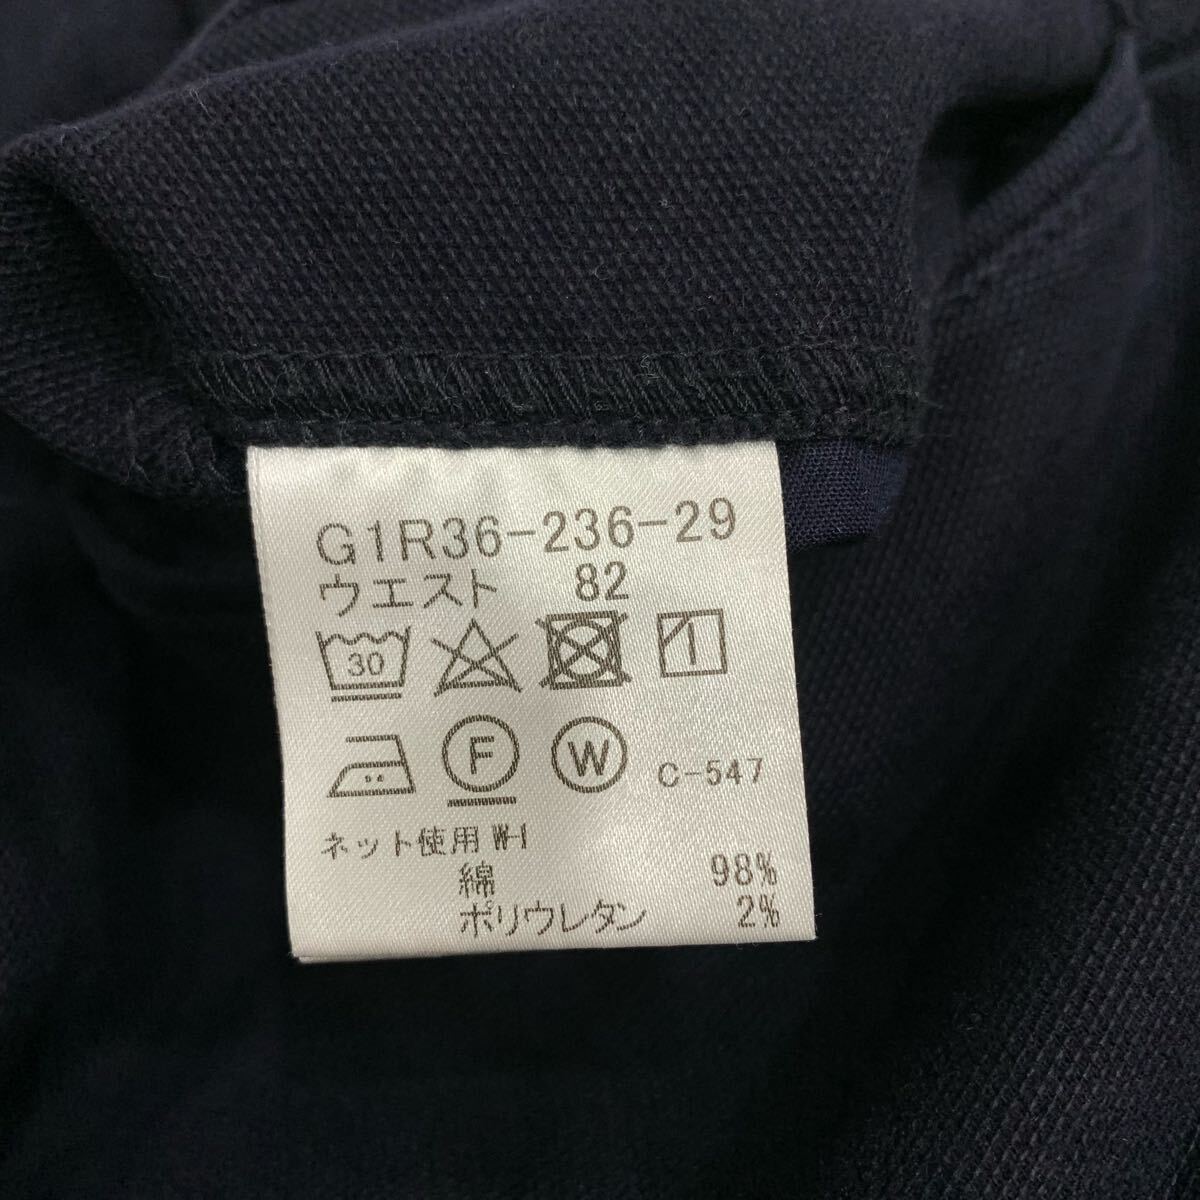 G1R36-236-29
ウエスト 82
30
F W C-547
ネット使用 W-I
綿 98%
ポリウレタン 2%